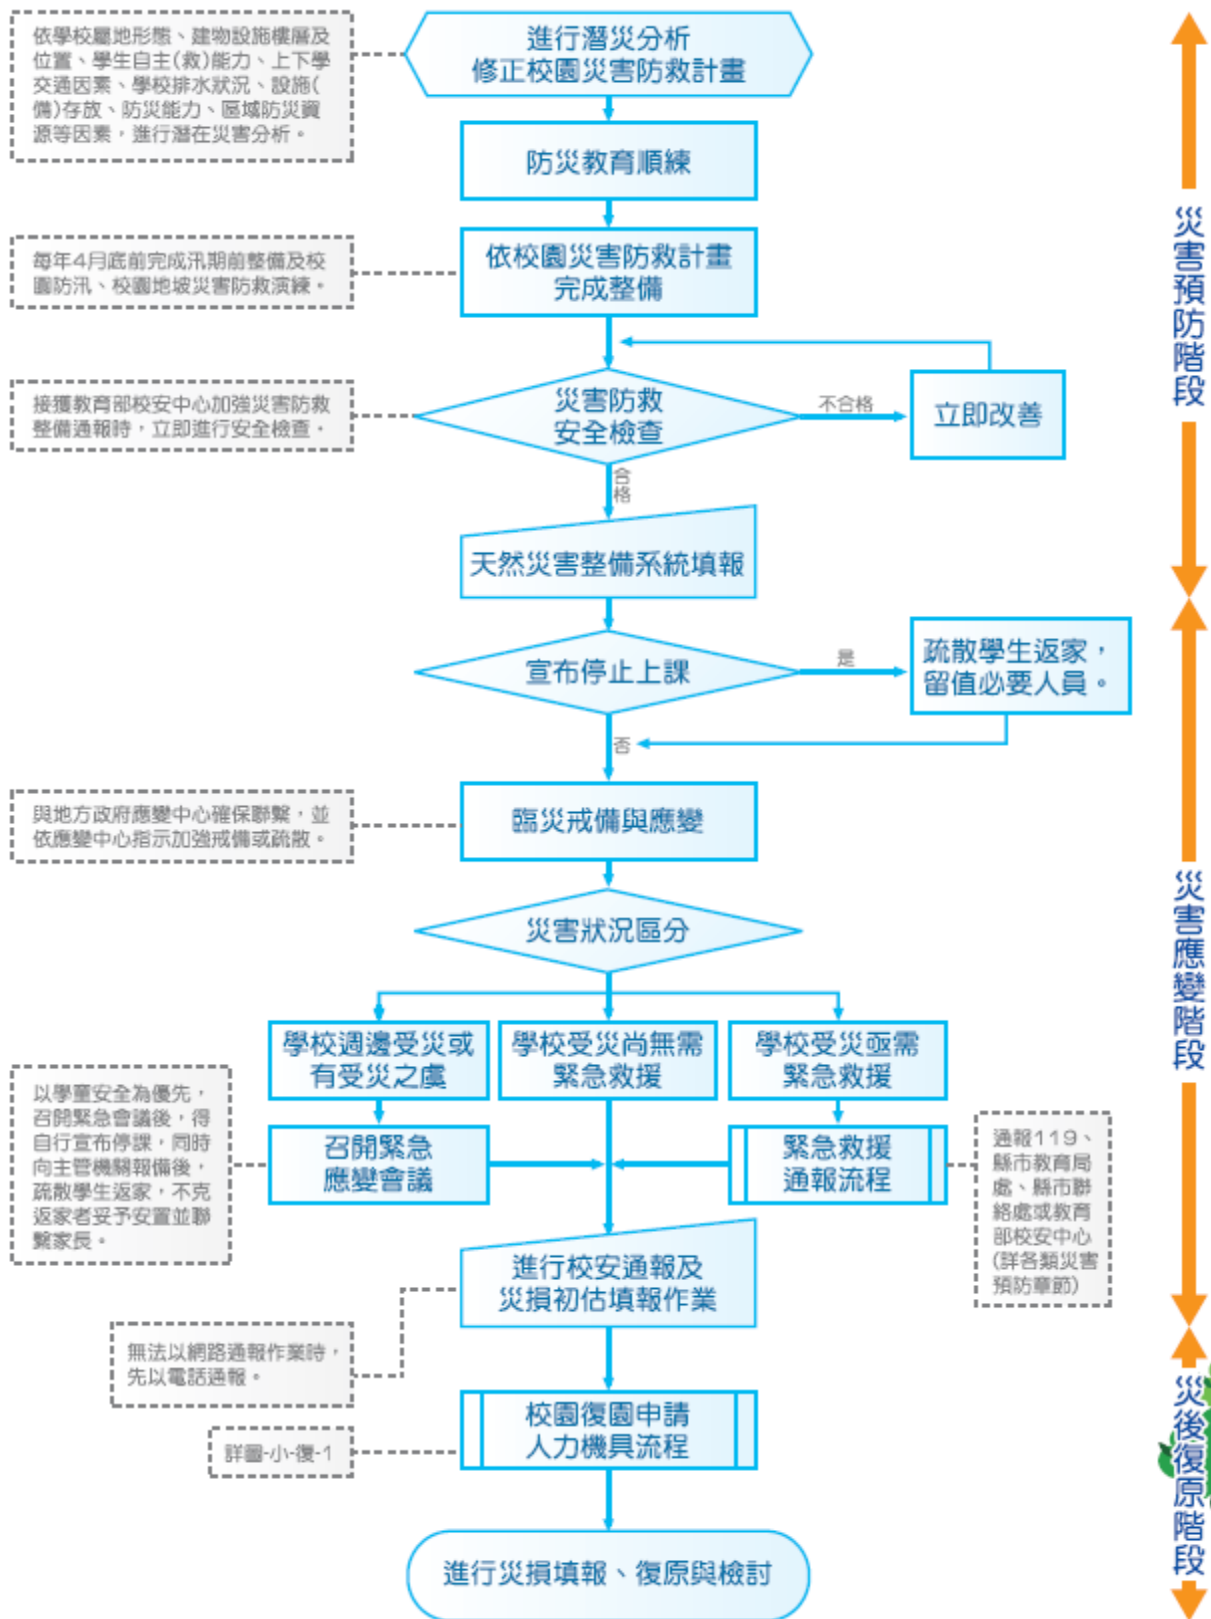 進行潛災分析
修正校園災害防救計畫
依學校屬地形態、建物設施樓層及
位置、學生自主(救)能力、上下學
交通因素、學校排水狀況、設施(
備)存放、防災能力、區域防災資
源等因素，進行潛在災害分析。
防災教育順練
依校園災害防救計畫
完成整備
每年4月底前完成汛期前整備及校
園防汛、校園地坡災害防救演練。
災害防救
安全檢查
接獲教育部校安中心加強災害防救
整備通報時，立即進行安全檢查。
不合格
立即改善
合格
天然災害整備系統填報
災害預防階段
宣布停止上課
是
疏散學生返家，
留值必要人員。
否
臨災戒備與應變
與地方政府應變中心確保聯繫，並
依應變中心指示加強戒備或疏散。
災害狀況區分
學校週邊受災或
有受災之虞
學校受災尚無需
緊急救援
學校受災亟需
緊急救援
召開緊急
應變會議
緊急救援
通報流程
以學童安全為優先，
召開緊急會議後，得
自行宣布停課，同時
向主管機關報備後，
疏散學生返家，不克
返家者妥予安置並聯
繫家長。
通報119、
縣市教育局
處、縣市聯
絡處或教育
部校安中心
(詳各類災害
預防章節)
災害應變階段
進行校安通報及
災損初估填報作業
無法以網路通報作業時，
先以電話通報。
校園復園申請
人力機具流程
詳圖-小-復-1
進行災損填報、復原與檢討
災後復原階段